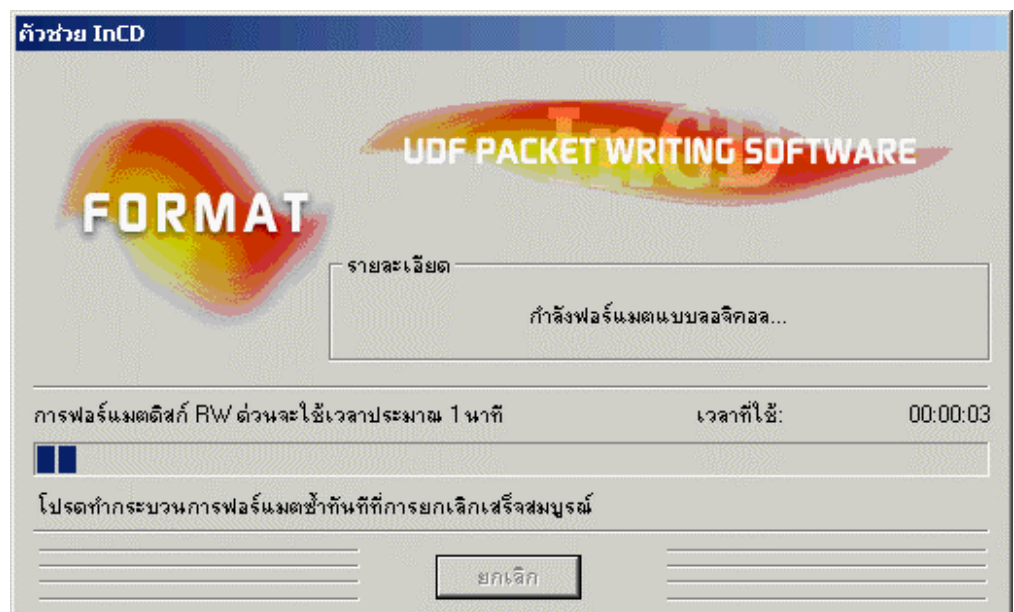 ตัวช่วย InCD
InCD
UDF PACKET WRITING SOFTWARE
FORMAT
รายละเอียด
กำลังฟอร์แมตแบบลอจิคอล...
การฟอร์แมตดิสก์ RW ด่วนจะใช้เวลาประมาณ 1 นาที เวลาที่ใช้: 00:00:03
โปรดทำกระบวนการฟอร์แมตซ้ำทันทีที่การยกเลิกเสร็จสมบูรณ์
ยกเลิก